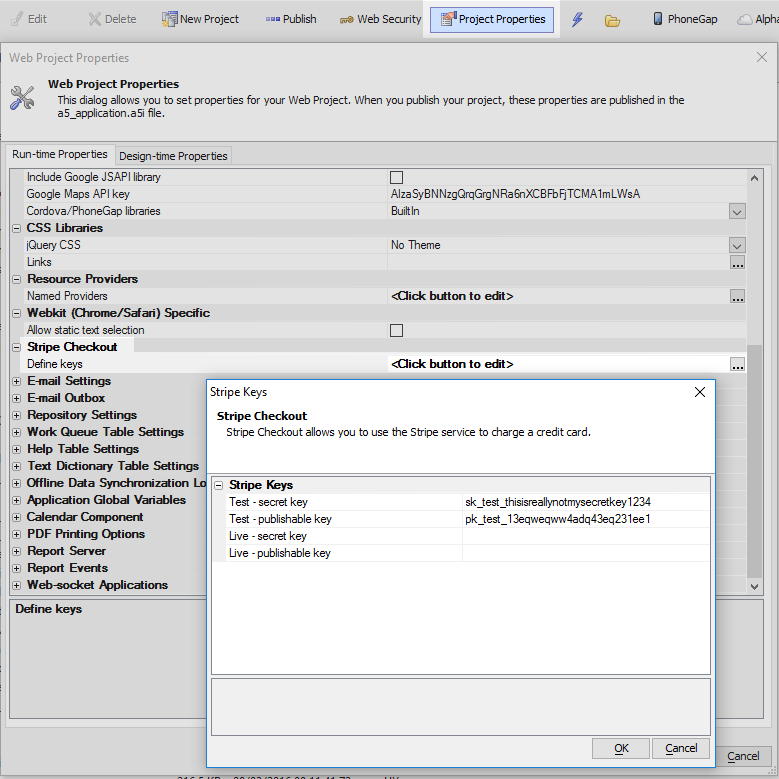 Edit Delete New Project Publish Web Security Project Properties PhoneGap Alpha
Web Project Properties
Web Project Properties
This dialog allows you to set properties for your Web Project. When you publish your project, these properties are published in the
a5_application.a5i file.
Run-time Properties Design-time Properties
Include Google JSAPI library
Google Maps API key AIzaSyBNNzgQrqGrgNRa6nXCBFbFjTCMA1mLWsA
Cordova/PhoneGap libraries BuiltIn
CSS Libraries
jQuery CSS No Theme
Links ...
Resource Providers
Named Providers <Click button to edit> ...
Webkit (Chrome/Safari) Specific
Allow static text selection
Stripe Checkout
Define keys <Click button to edit> ...
E-mail Settings
E-mail Outbox
Repository Settings
Work Queue Table Settings
Help Table Settings
Text Dictionary Table Settings
Offline Data Synchronization Lo
Application Global Variables
Calendar Component
PDF Printing Options
Report Server
Report Events
Web-socket Applications
Define keys
Stripe Keys
Stripe Checkout
Stripe Checkout allows you to use the Stripe service to charge a credit card.
Stripe Keys
Test - secret key sk_test_thisisreallynotmysecretkey1234
Test - publishable key pk_test_13eqweqww4adq43eq231ee1
Live - secret key
Live - publishable key
OK Cancel
Cancel